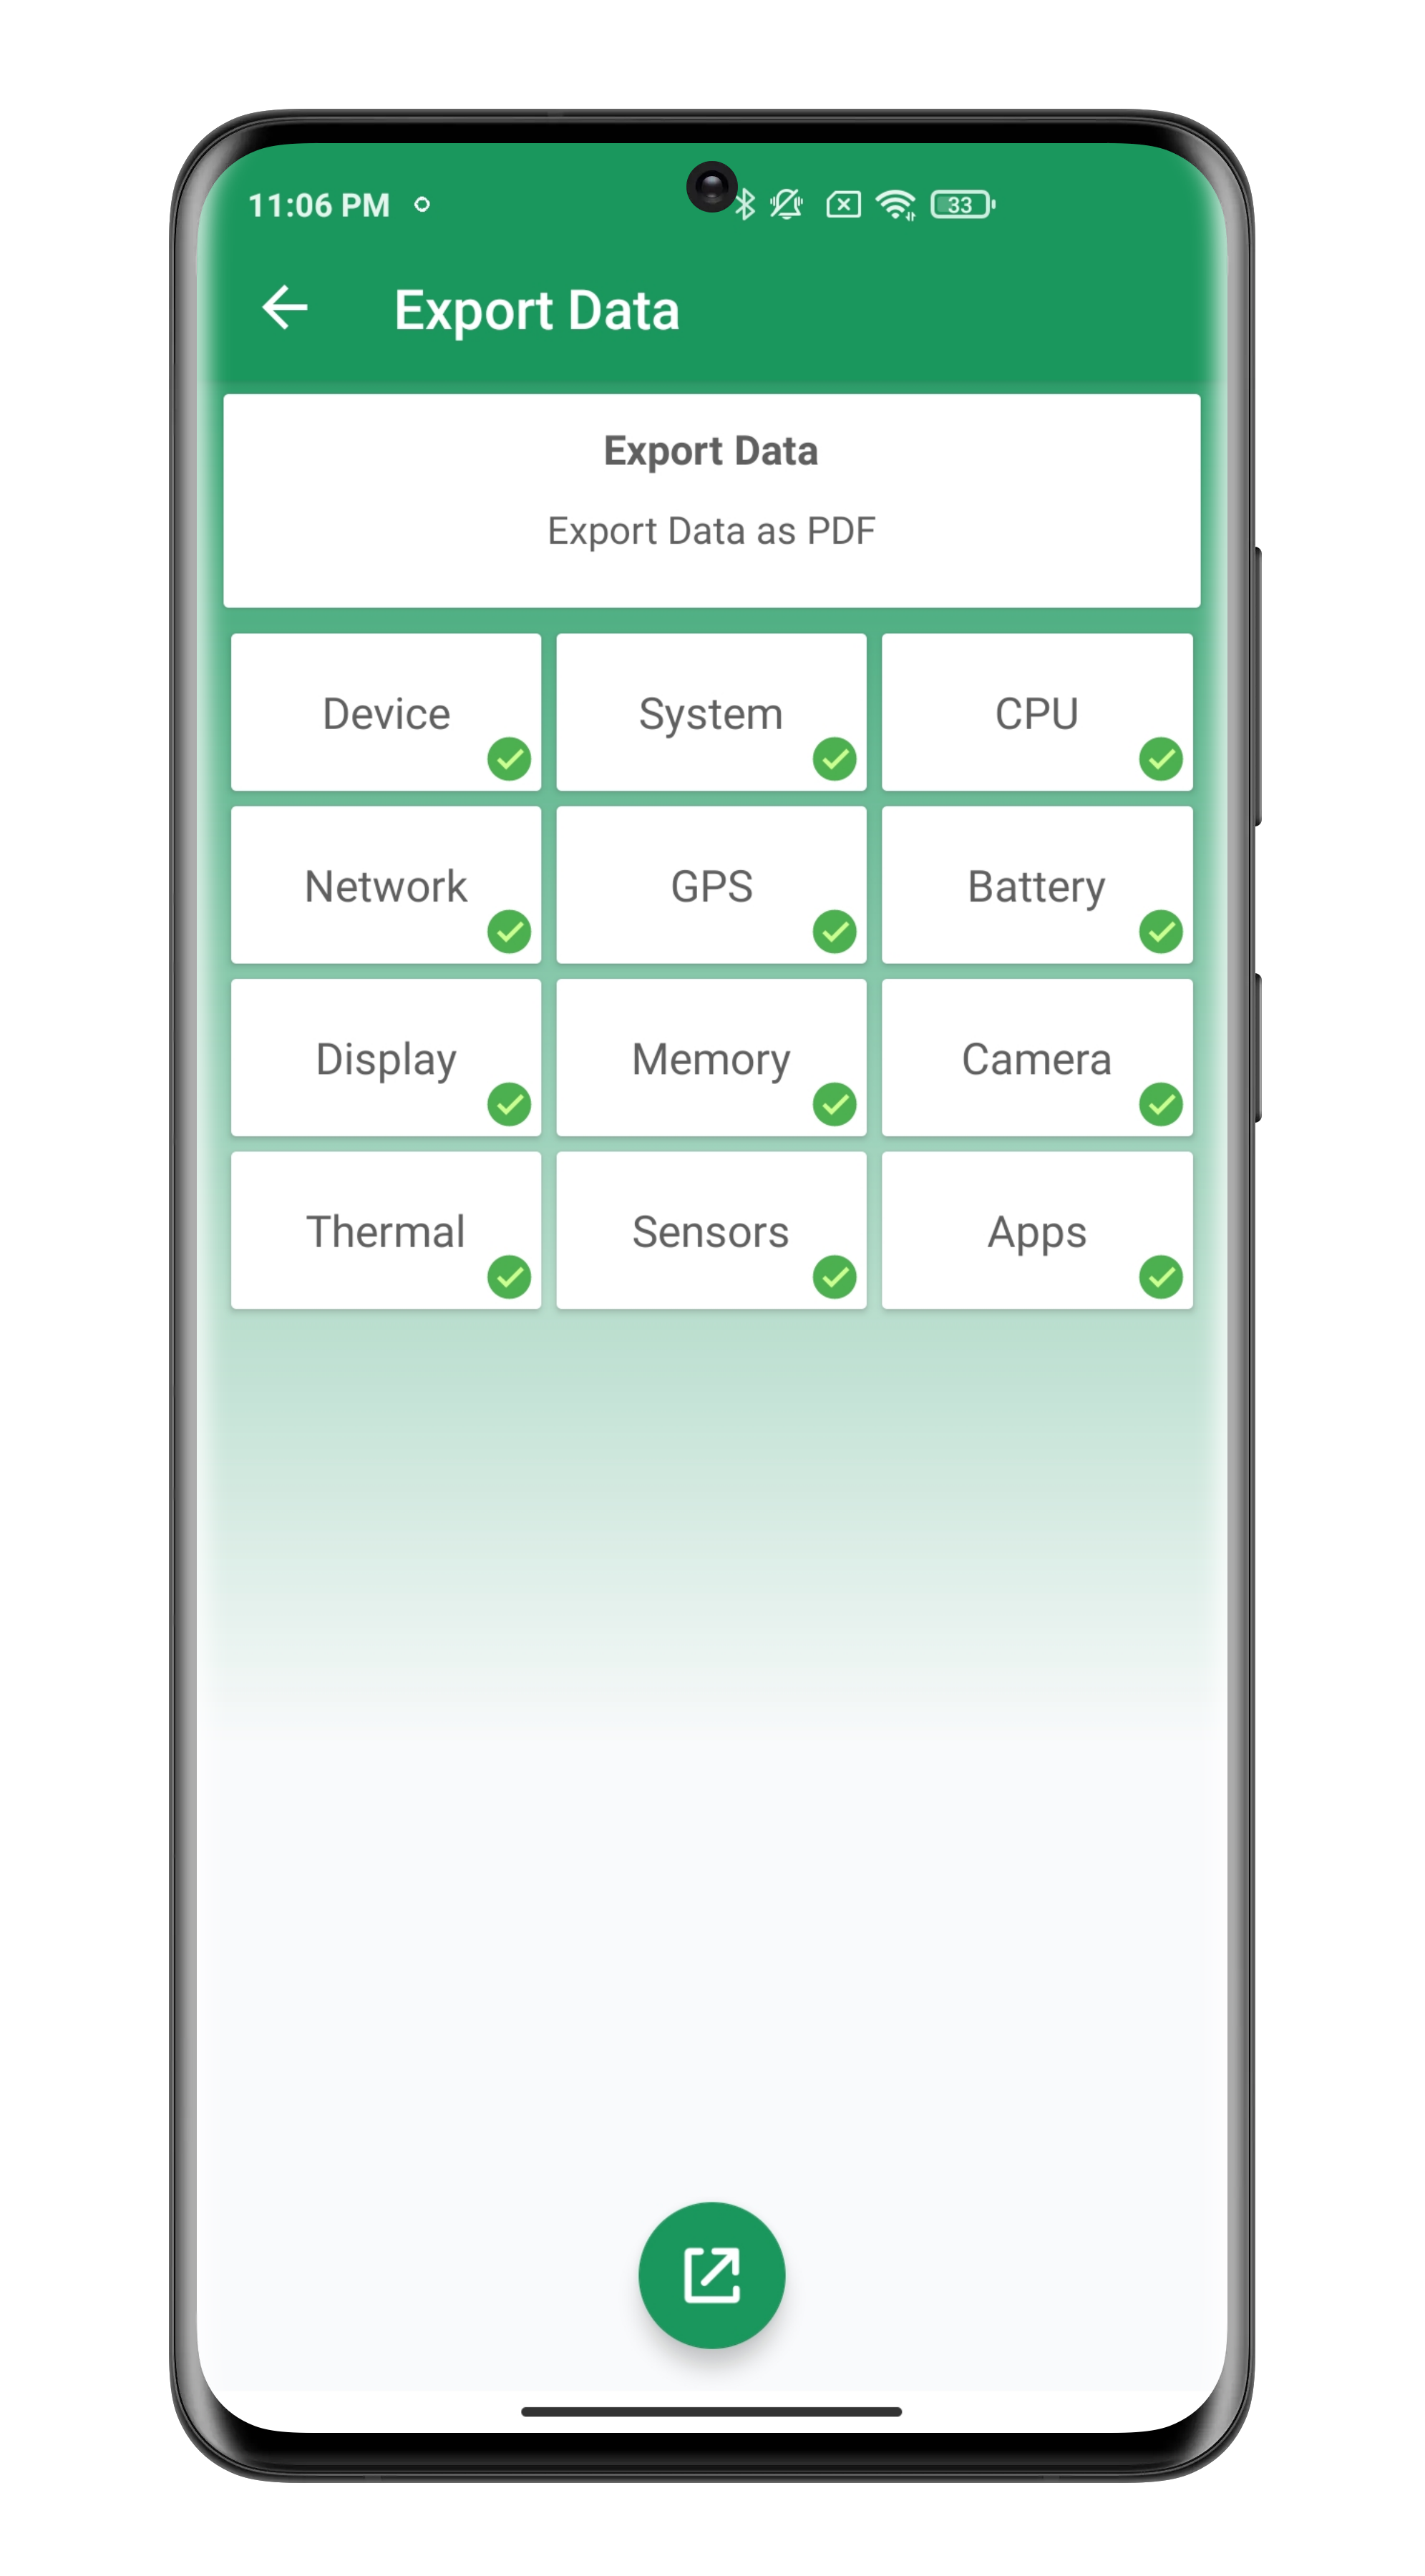 11:06 PM 33
Export Data
Export Data
Export Data as PDF
Device System CPU
Network GPS Battery
Display Memory Camera
Thermal Sensors Apps